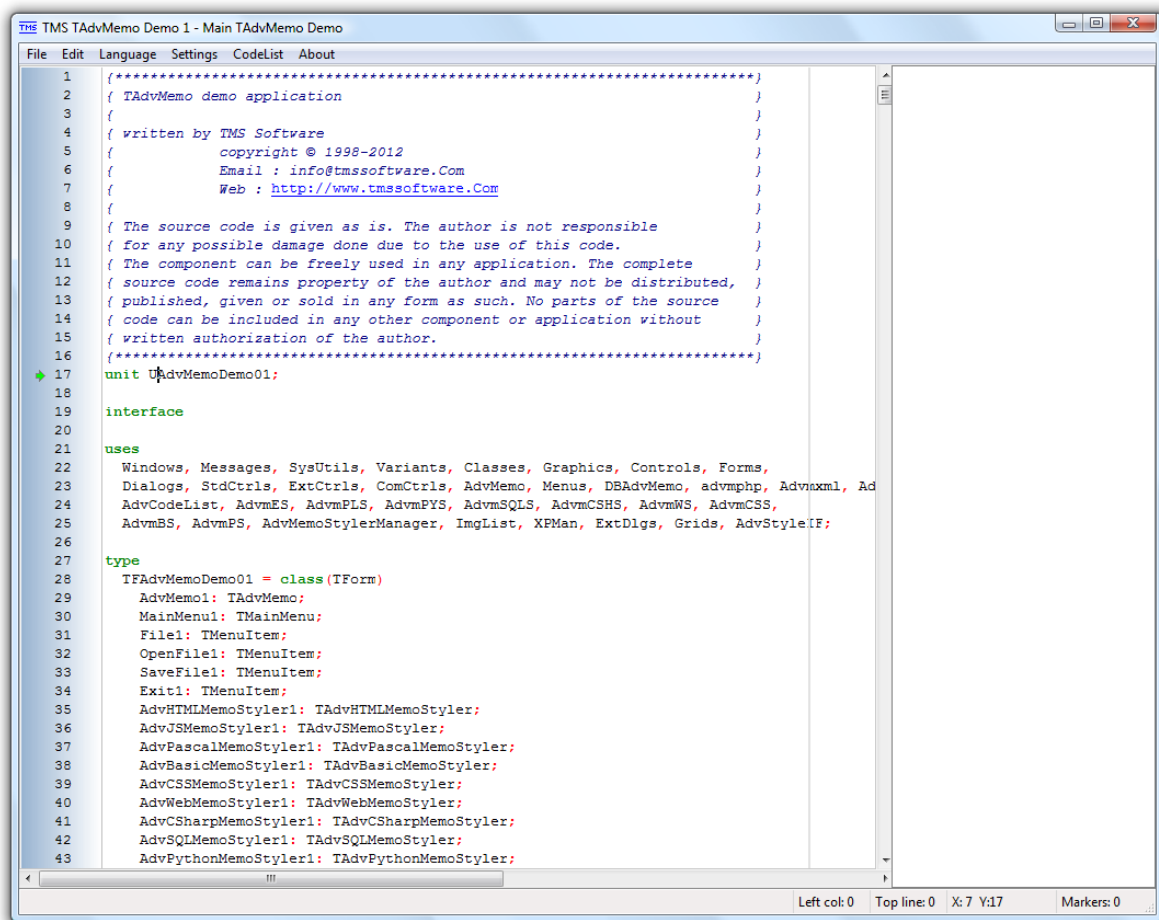 TMS TMS TAdvMemo Demo 1 - Main TAdvMemo Demo
File Edit Language Settings CodeList About
1 {*************************************************************************}
2 { TAdvMemo demo application }
3 { }
4 { written by TMS Software }
5 { copyright © 1998-2012 }
6 { Email : info@tmssoftware.Com }
7 { Web : http://www.tmssoftware.Com }
8 { }
9 { The source code is given as is. The author is not responsible }
10 { for any possible damage done due to the use of this code. }
11 { The component can be freely used in any application. The complete }
12 { source code remains property of the author and may not be distributed, }
13 { published, given or sold in any form as such. No parts of the source }
14 { code can be included in any other component or application without }
15 { written authorization of the author. }
16 {*************************************************************************}
17 unit UAdvMemoDemo01;
18
19 interface
20
21 uses
22 Windows, Messages, SysUtils, Variants, Classes, Graphics, Controls, Forms,
23 Dialogs, StdCtrls, ExtCtrls, ComCtrls, AdvMemo, Menus, DBAdvMemo, advmphp, Advmxml, Ad
24 AdvCodeList, AdvmES, AdvmPLS, AdvmPYS, AdvmSQLS, AdvmCSHS, AdvmWS, AdvmCSS,
25 AdvmBS, AdvmPS, AdvMemoStylerManager, ImgList, XPMan, ExtDlgs, Grids, AdvStyleIF;
26
27 type
28 TFAdvMemoDemo01 = class(TForm)
29 AdvMemo1: TAdvMemo;
30 MainMenu1: TMainMenu;
31 File1: TMenuItem;
32 OpenFile1: TMenuItem;
33 SaveFile1: TMenuItem;
34 Exit1: TMenuItem;
35 AdvHTMLMemoStyler1: TAdvHTMLMemoStyler;
36 AdvJSMemoStyler1: TAdvJSMemoStyler;
37 AdvPascalMemoStyler1: TAdvPascalMemoStyler;
38 AdvBasicMemoStyler1: TAdvBasicMemoStyler;
39 AdvCSSMemoStyler1: TAdvCSSMemoStyler;
40 AdvWebMemoStyler1: TAdvWebMemoStyler;
41 AdvCSharpMemoStyler1: TAdvCSharpMemoStyler;
42 AdvSQLMemoStyler1: TAdvSQLMemoStyler;
43 AdvPythonMemoStyler1: TAdvPythonMemoStyler;
Left col: 0 Top line: 0 X: 7 Y:17 Markers: 0